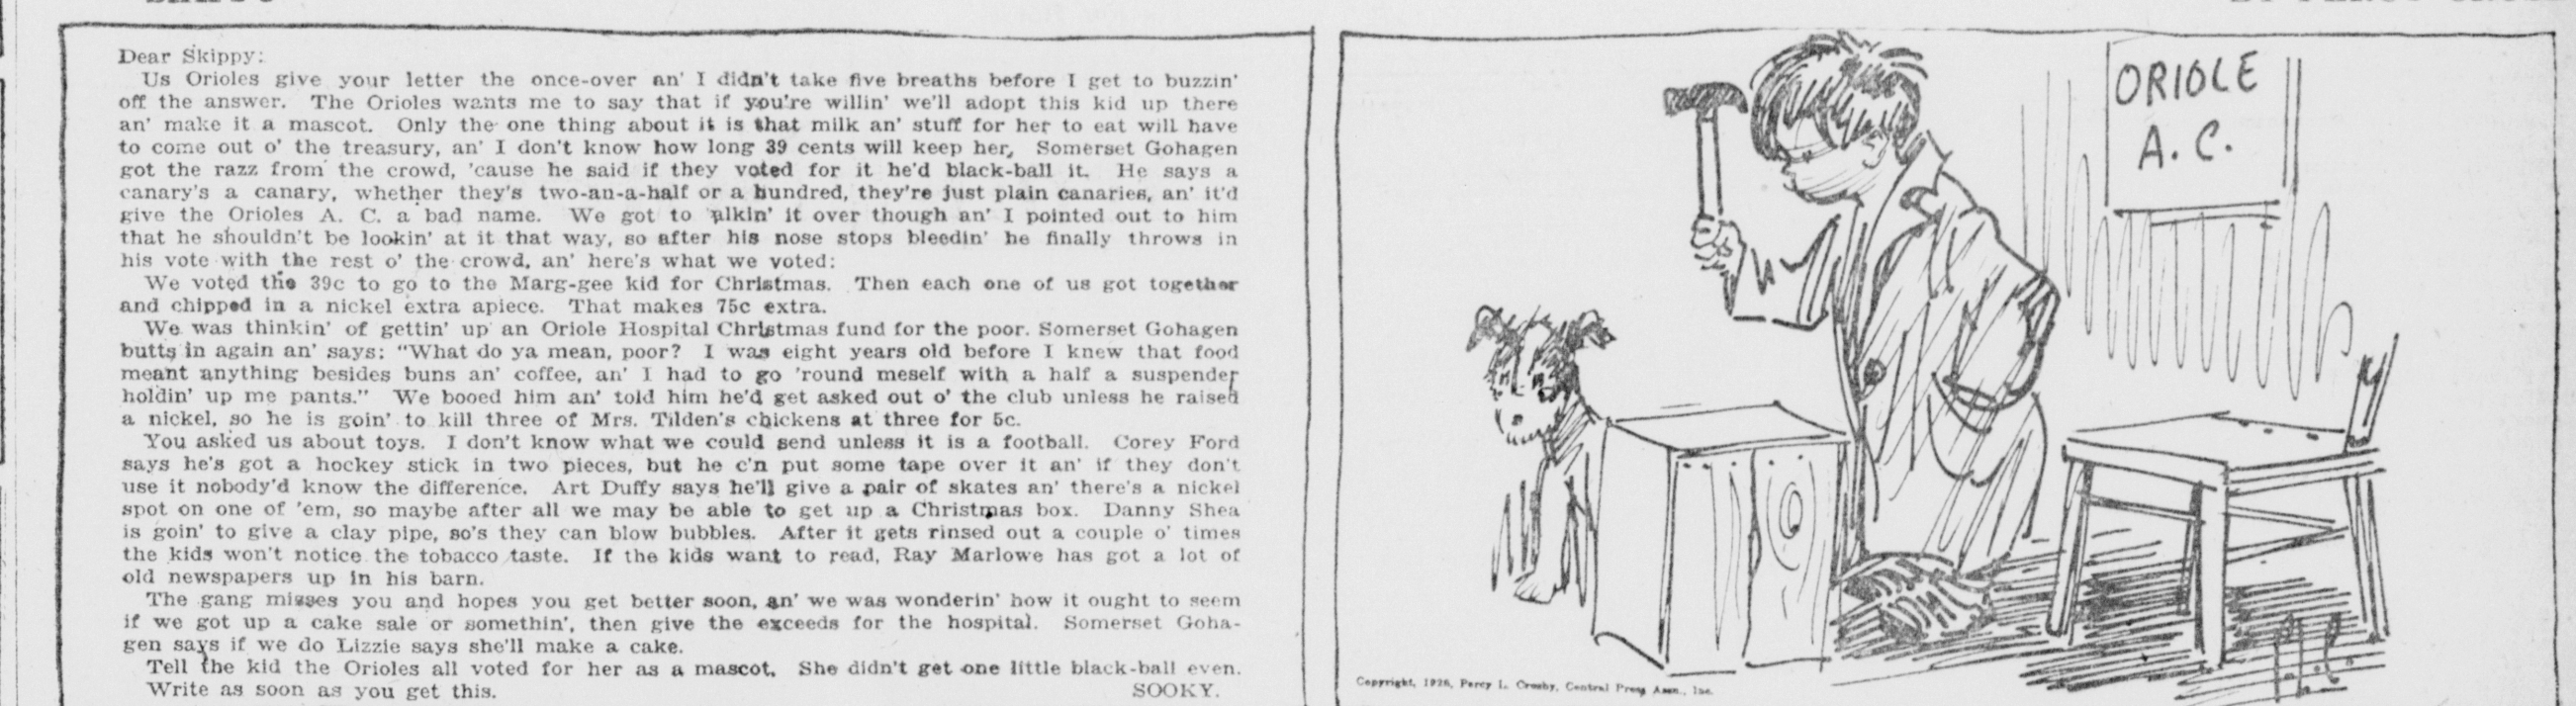 Dear Skippy:
Us Orioles give your letter the once-over an' I didn't take five breaths before I get to buzzin'
off the answer. The Orioles wants me to say that if you're willin' we'll adopt this kid up there
an' make it a mascot. Only the one thing about it is that milk an' stuff for her to eat will have
to come out o' the treasury, an' I don't know how long 39 cents will keep her, Somerset Gohagen
got the razz from the crowd, 'cause he said if they voted for it he'd black-ball it. He says a
canary's a canary, whether they's two-an-a-half or a hundred, they're just plain canaries, an' it'd
give the Orioles A. C. a bad name. We got to alkin' it over though an' I pointed out to him
that he shouldn't be lookin' at it that way, so after his nose stops bleedin' he finally throws in
his vote with the rest o' the crowd, an' here's what we voted:
We voted the 39c to go to the Marg-gee kid for Christmas. Then each one of us got together
and chipped in a nickel extra apiece. That makes 75c extra.
We was thinkin' of gettin' up an Oriole Hospital Christmas fund for the poor. Somerset Gohagen
butts in again an' says: "What do ya mean, poor? I was eight years old before I knew that food
meant anything besides buns an' coffee, an' I had to go 'round meself with a half a suspender
holdin' up me pants." We booed him an' told him he'd get asked out o' the club unless he raised
a nickel, so he is goin' to kill three of Mrs. Tilden's chickens at three for 5c.
You asked us about toys. I don't know what we could send unless it is a football. Corey Ford
says he's got a hockey stick in two pieces, but he c'n put some tape over it an' if they don't
use it nobody'd know the difference. Art Duffy says he'll give a pair of skates an' there's a nickel
spot on one of 'em, so maybe after all we may be able to get up a Christmas box. Danny Shea
is goin' to give a clay pipe, so's they can blow bubbles. After it gets rinsed out a couple o' times
the kids won't notice the tobacco taste. If the kids want to read, Ray Marlowe has got a lot of
old newspapers up in his barn.
The gang misses you and hopes you get better soon, an' we was wonderin' how it ought to seem
if we got up a cake sale or somethin', then give the exceeds for the hospital. Somerset Goha-
gen says if we do Lizzie says she'll make a cake.
Tell the kid the Orioles all voted for her as a mascot. She didn't get one little black-ball even.
Write as soon as you get this. SOOKY.
ORIOLE
A. C.
Copyright, 1926, Percy L. Crosby, Central Press Assn., Inc.